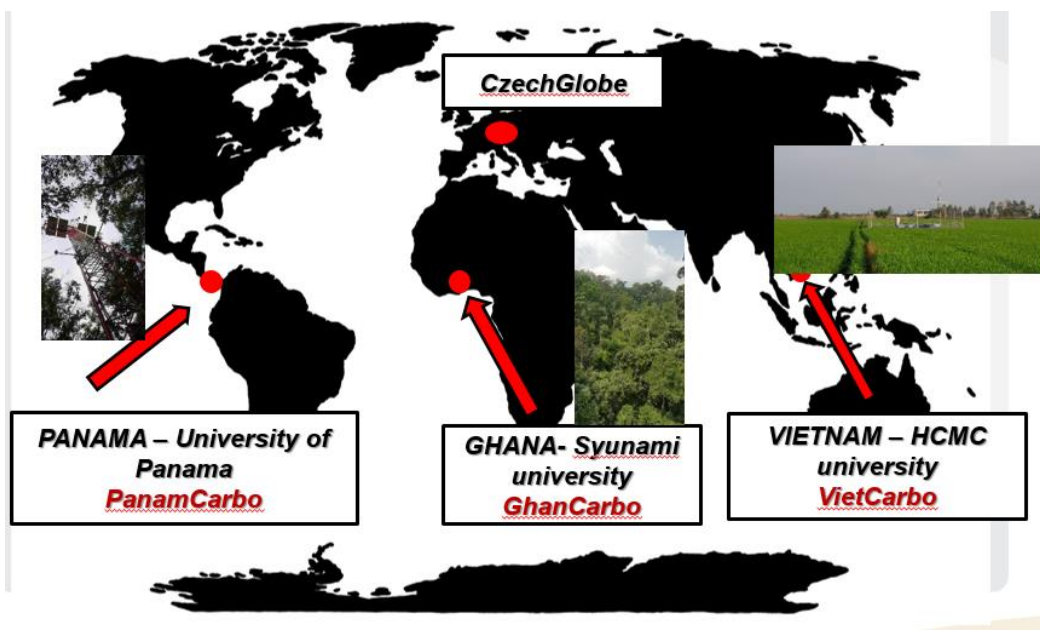 CzechGlobe
PANAMA – University of
Panama
PanamCarbo
GHANA- Syunami
university
GhanCarbo
VIETNAM – HCMC
university
VietCarbo